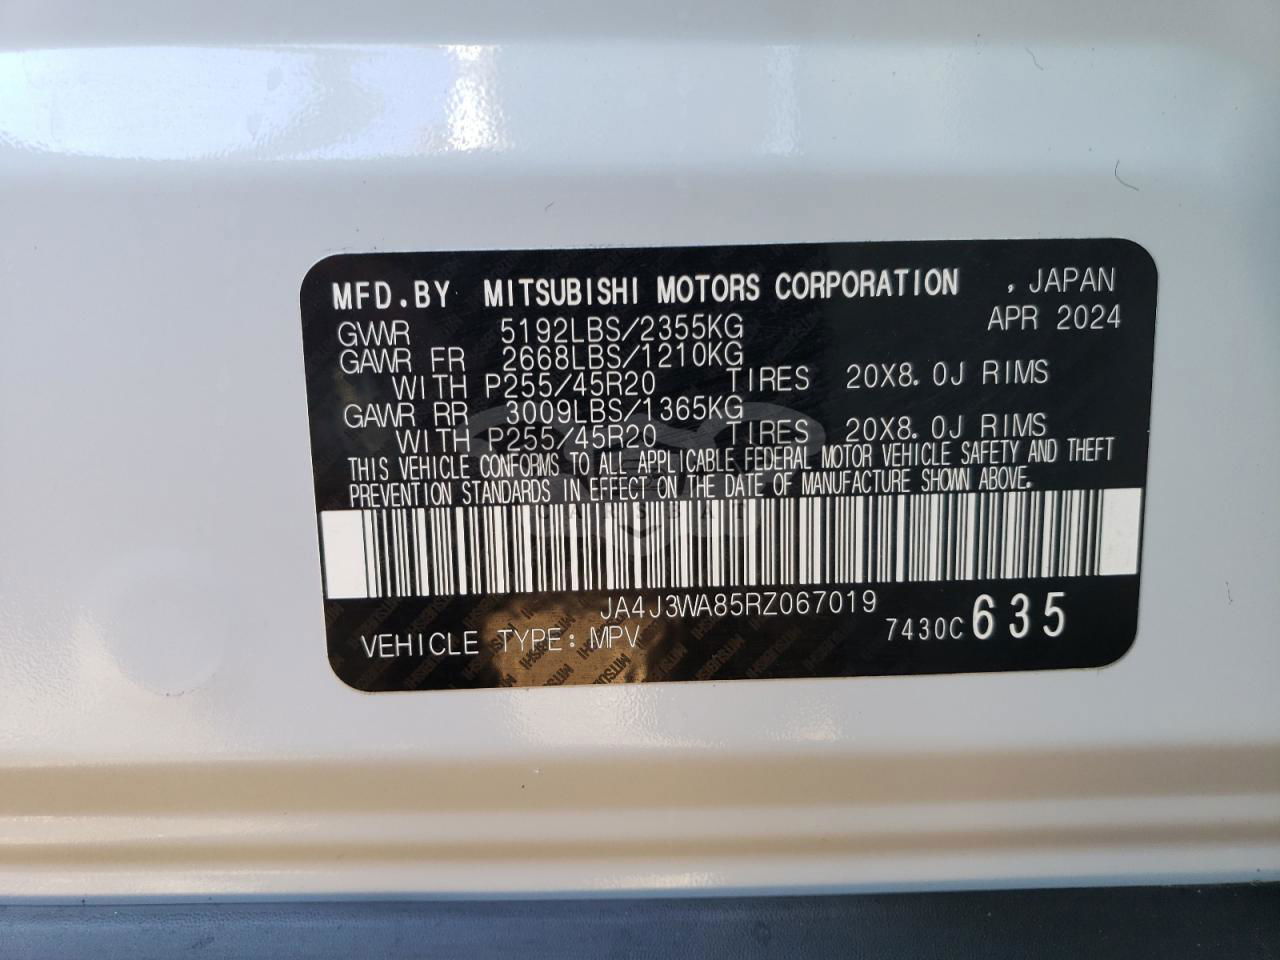 MFD.BY MITSUBISHI MOTORS CORPORATION , JAPAN
GVWR 5192LBS/2355KG APR 2024
GAWR FR 2668LBS/1210KG
WITH P255/45R20 TIRES 20X8.0J RIMS
GAWR RR 3009LBS/1365KG
WITH P255/45R20 TIRES 20X8.0J RIMS
THIS VEHICLE CONFORMS TO ALL APPLICABLE FEDERAL MOTOR VEHICLE SAFETY AND THEFT
PREVENTION STANDARDS IN EFFECT ON THE DATE OF MANUFACTURE SHOWN ABOVE.
JA4J3WA85RZ067019
VEHICLE TYPE: MPV 7430C 635